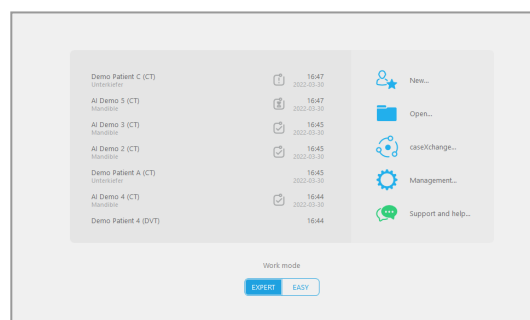 Demo Patient C (CT)
Unterkiefer
16:47
2022-03-30
AI Demo 5 (CT)
Mandible
16:47
2022-03-30
AI Demo 3 (CT)
Mandible
16:45
2022-03-30
AI Demo 2 (CT)
Mandible
16:45
2022-03-30
Demo Patient A (CT)
Unterkiefer
16:45
2022-03-30
AI Demo 4 (CT)
Mandible
16:44
2022-03-30
Demo Patient 4 (DVT)
16:44
New...
Open...
caseXchange...
Management...
Support and help...
Work mode
EXPERT
EASY